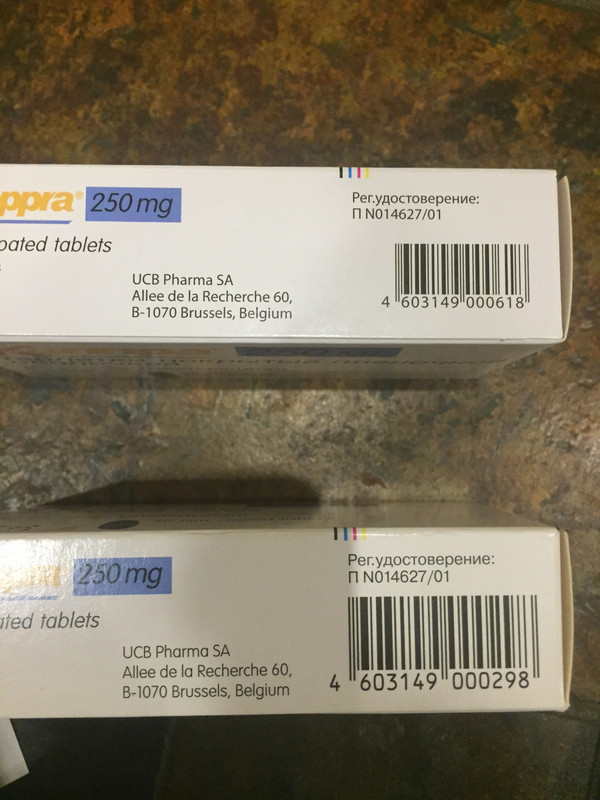 ppra® 250 mg
oated tablets
UCB Pharma SA
Allee de la Recherche 60,
B-1070 Brussels, Belgium
Рег.удостоверение:
П N014627/01
4 603149 000618
250 mg
ated tablets
UCB Pharma SA
Allee de la Recherche 60,
B-1070 Brussels, Belgium
Рег.удостоверение:
П N014627/01
4 603149 000298